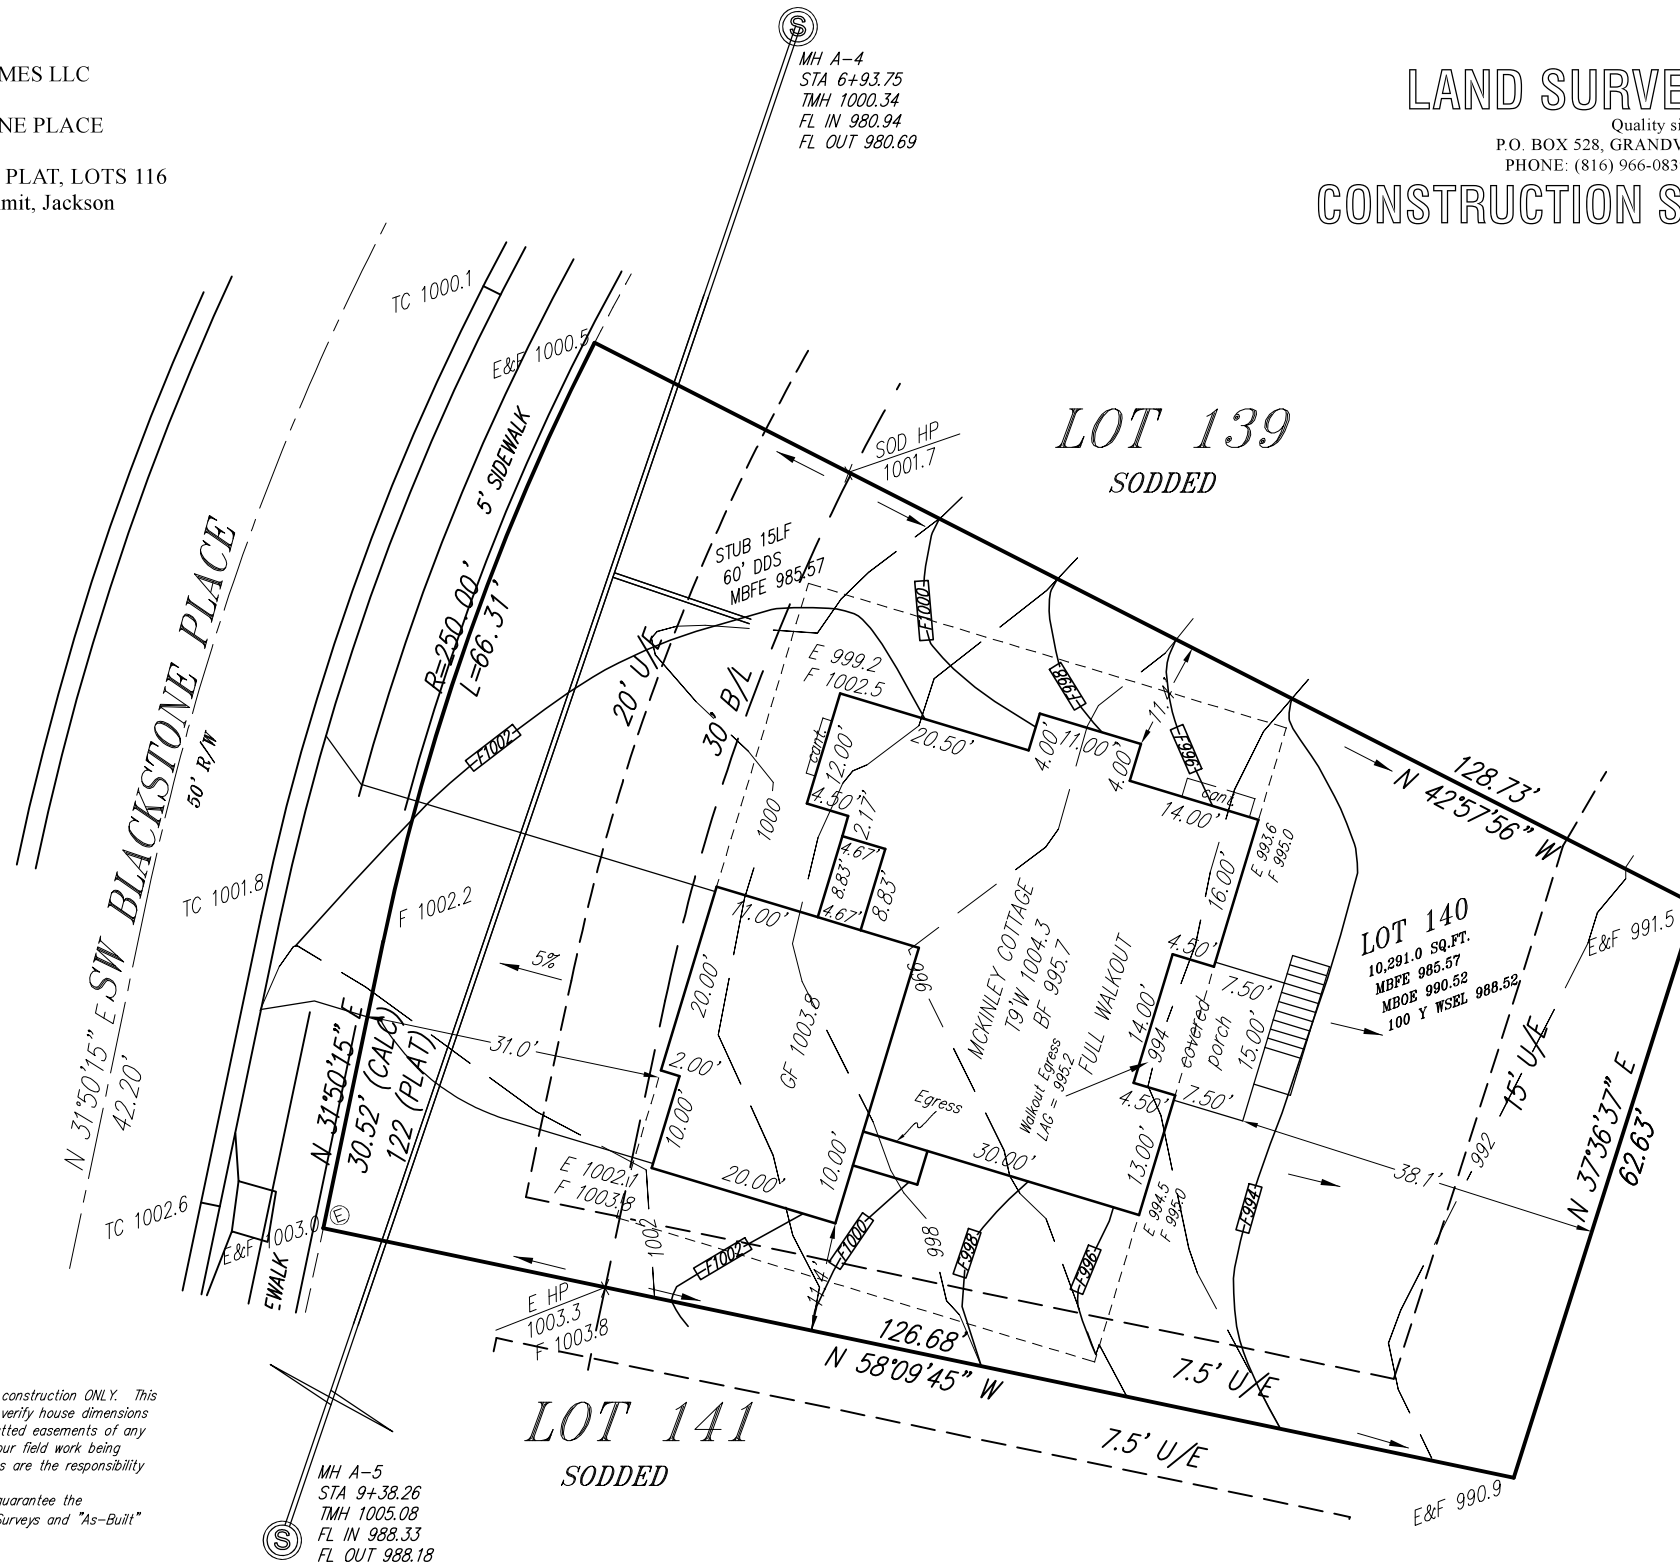 MES LLC
NE PLACE
PLAT, LOTS 116
mit, Jackson
LAND SURVE
Quality si
P.O. BOX 528, GRANDV
PHONE: (816) 966-083
CONSTRUCTION S
MH A-4
STA 6+93.75
TMH 1000.34
FL IN 980.94
FL OUT 980.69
TC 1000.1
E&F 1000.5
5' SIDEWALK
LOT 139
SODDED
SOD HP
1001.7
STUB 15LF
60' DDS
MBFE 985.57
R=250.00'
L=66.31'
SW BLACKSTONE PLACE
50' R/W
N 31°50'15" E
42.20'
20' U/E
30' B/L
F1002
F1000
F998
F996
E 999.2
F 1002.5
cont.
12.00'
20.50'
4.00'
11.00'
4.00'
cont.
14.00'
4.50'
2.17'
4.67'
8.83'
4.67'
8.83'
1000
128.73'
N 42°57'56" W
E 993.6
F 995.0
16.00'
LOT 140
10,291.0 SQ.FT.
MBFE 985.57
MBOE 990.52
100 Y WSEL 988.52
E&F 991.5
TC 1001.8
F 1002.2
5%
11.00'
20.00'
996
MCKINLEY COTTAGE
T9'W 1004.3
BF 995.7
FULL WALKOUT
GF 1003.8
4.50'
7.50'
14.00'
994
covered
porch
15.00'
4.50'
7.50'
Walkout Egress
LAG = 995.2
Egress
31.0'
2.00'
10.00'
20.00'
10.00'
30.00'
13.00'
15' U/E
992
38.1'
N 37°36'37" E
62.63'
N 31°50'15" E
30.52' (CALC)
122 (PLAT)
TC 1002.6
E&F 1003.0
E
EWALK
E 1002.1
F 1003.8
1002
F1002
F1000
998
F998
F996
E 994.5
F 995.0
F994
11.4'
E HP
1003.3
F 1003.8
126.68'
N 58°09'45" W
7.5' U/E
7.5' U/E
LOT 141
SODDED
E&F 990.9
construction ONLY. This
verify house dimensions
tted easements of any
our field work being
s are the responsibility
uarantee the
Surveys and "As-Built"
MH A-5
STA 9+38.26
TMH 1005.08
FL IN 988.33
FL OUT 988.18
S
S